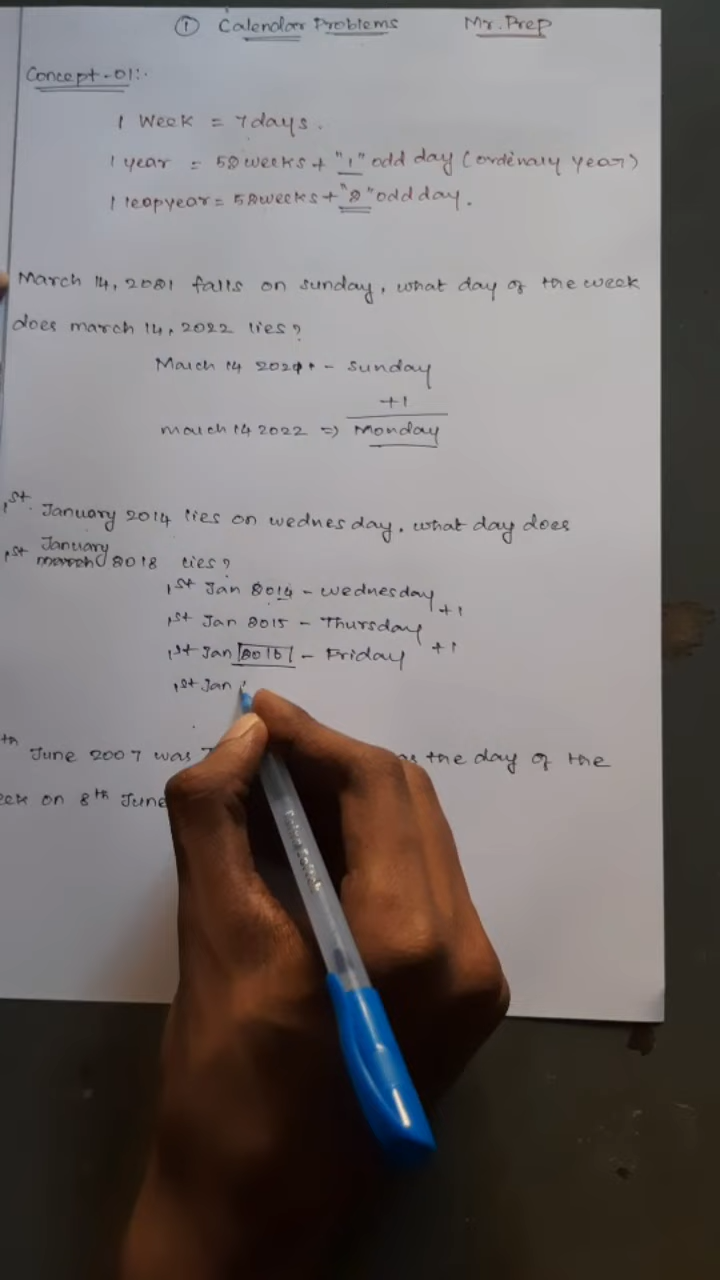 ① Calendar Problems Mr. Prep
Concept-01:-
1 Week = 7 days.
1 year = 52 weeks + "1" odd day (ordinary year)
1 leapyear = 52 weeks + "2" odd day.
March 14, 2021 falls on sunday, what day of the week
does march 14, 2022 lies?
March 14 2021 - Sunday
+1
march 14 2022 => Monday
1st January 2014 lies on wednesday, what day does
January
1st march 2018 lies?
1st Jan 2014 - Wednesday
+1
1st Jan 2015 - Thursday
+1
1st Jan 2016 - Friday
1st Jan
th June 2007 was the day of the
on 8th June